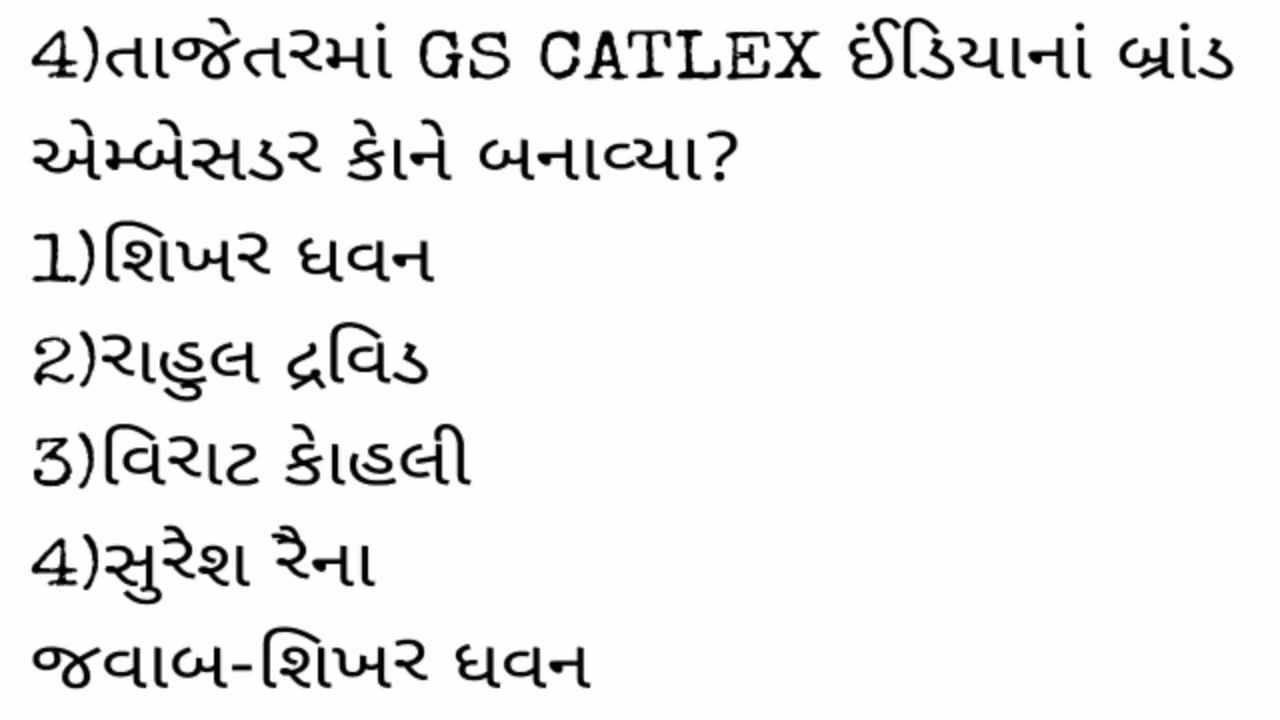 4)તાજેતરમાં GS CATLEX ઈંડિયાનાં બ્રાંડ
એમ્બેસડર કોને બનાવ્યા?
1)શિખર ધવન
2)રાહુલ દ્રવિડ
3)વિરાટ કોહલી
4)સુરેશ રૈના
જવાબ-શિખર ધવન